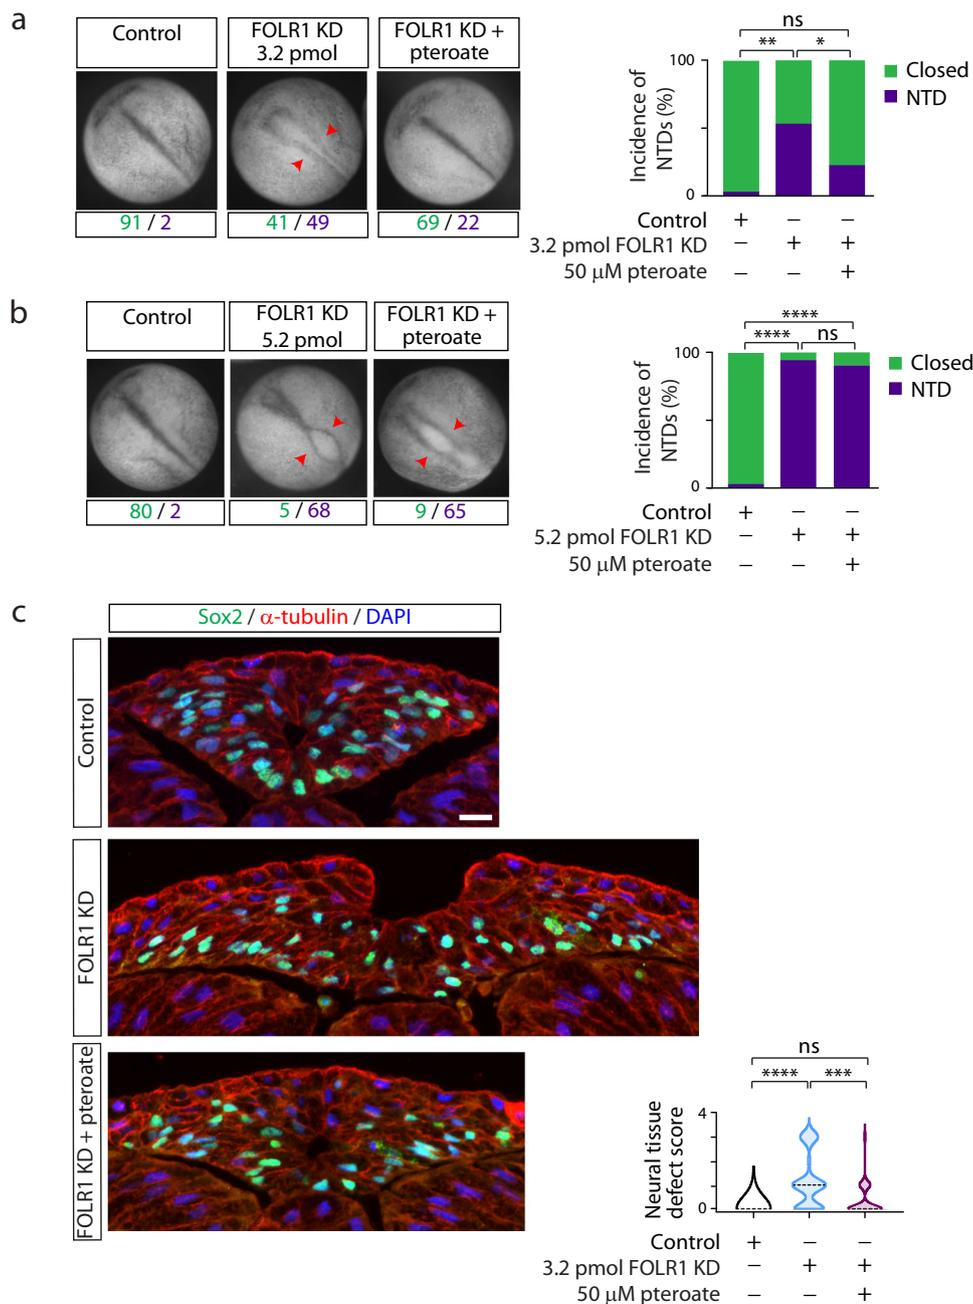 a
Control
FOLR1 KD
3.2 pmol
FOLR1 KD +
pteroate
91 / 2
41 / 49
69 / 22
ns
** *
100
0
Incidence of
NTDs (%)
Closed
NTD
Control + – –
3.2 pmol FOLR1 KD – + +
50 µM pteroate – – +
b
Control
FOLR1 KD
5.2 pmol
FOLR1 KD +
pteroate
80 / 2
5 / 68
9 / 65
****
**** ns
100
0
Incidence of
NTDs (%)
Closed
NTD
Control + – –
5.2 pmol FOLR1 KD – + +
50 µM pteroate – – +
c
Sox2 / α-tubulin / DAPI
Control
FOLR1 KD
FOLR1 KD + pteroate
ns
**** ***
4
0
Neural tissue
defect score
Control + – –
3.2 pmol FOLR1 KD – + +
50 µM pteroate – – +